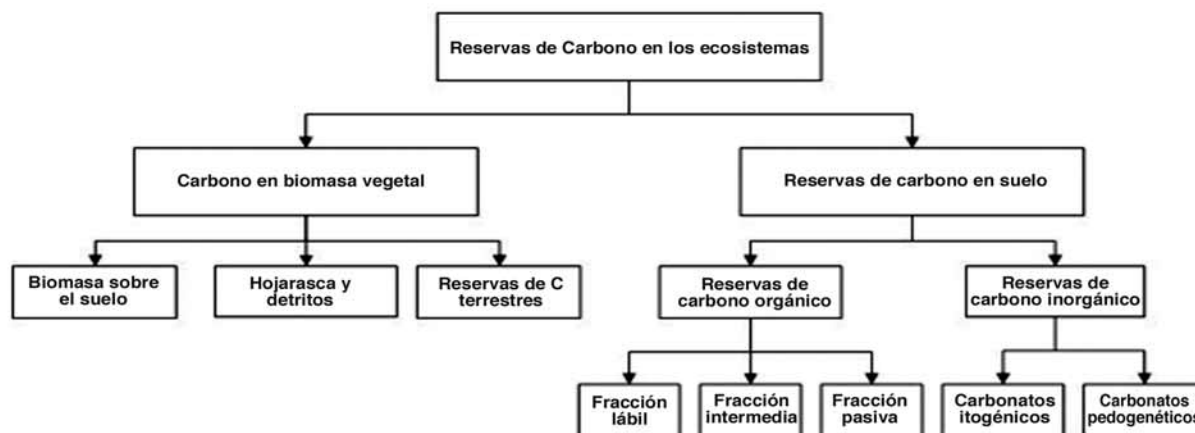 Reservas de Carbono en los ecosistemas
Carbono en biomasa vegetal
Reservas de carbono en suelo
Biomasa sobre
el suelo
Hojarasca y
detritos
Reservas de C
terrestres
Reservas de
carbono orgánico
Reservas de
carbono inorgánico
Fracción
lábil
Fracción
intermedia
Fracción
pasiva
Carbonatos
itogénicos
Carbonatos
pedogenéticos